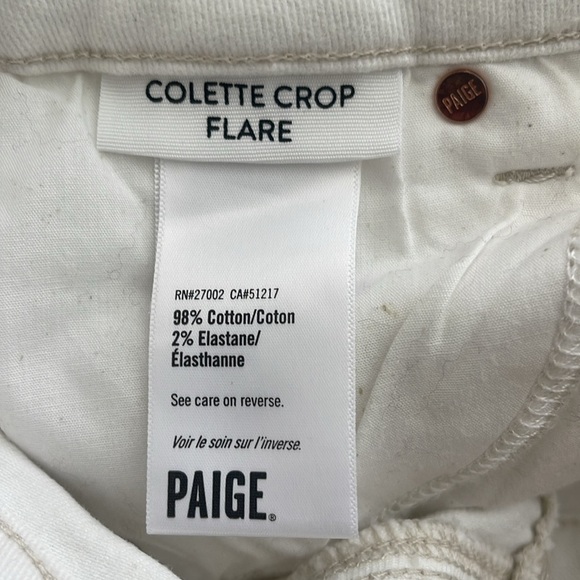 COLETTE CROP
FLARE
PAIGE
RN#27002 CA#51217
98% Cotton/Coton
2% Elastane/
Élasthanne
See care on reverse.
Voir le soin sur l'inverse.
PAIGE®